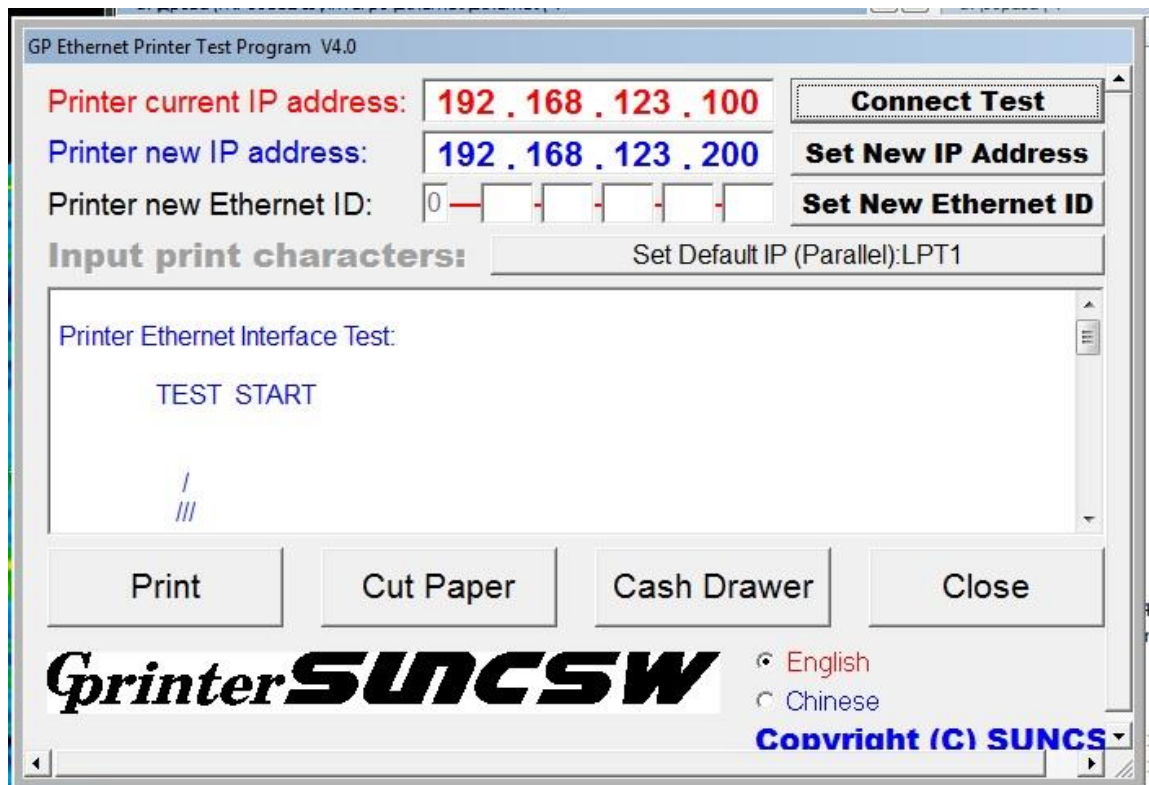 GP Ethernet Printer Test Program V4.0
Printer current IP address: 192 . 168 . 123 . 100 Connect Test
Printer new IP address: 192 . 168 . 123 . 200 Set New IP Address
Printer new Ethernet ID: 0 Set New Ethernet ID
Input print characters: Set Default IP (Parallel):LPT1
Printer Ethernet Interface Test:
TEST START
/
///
Print Cut Paper Cash Drawer Close
Gprinter SUNCSW
English
Chinese
Copyright (C) SUNCS